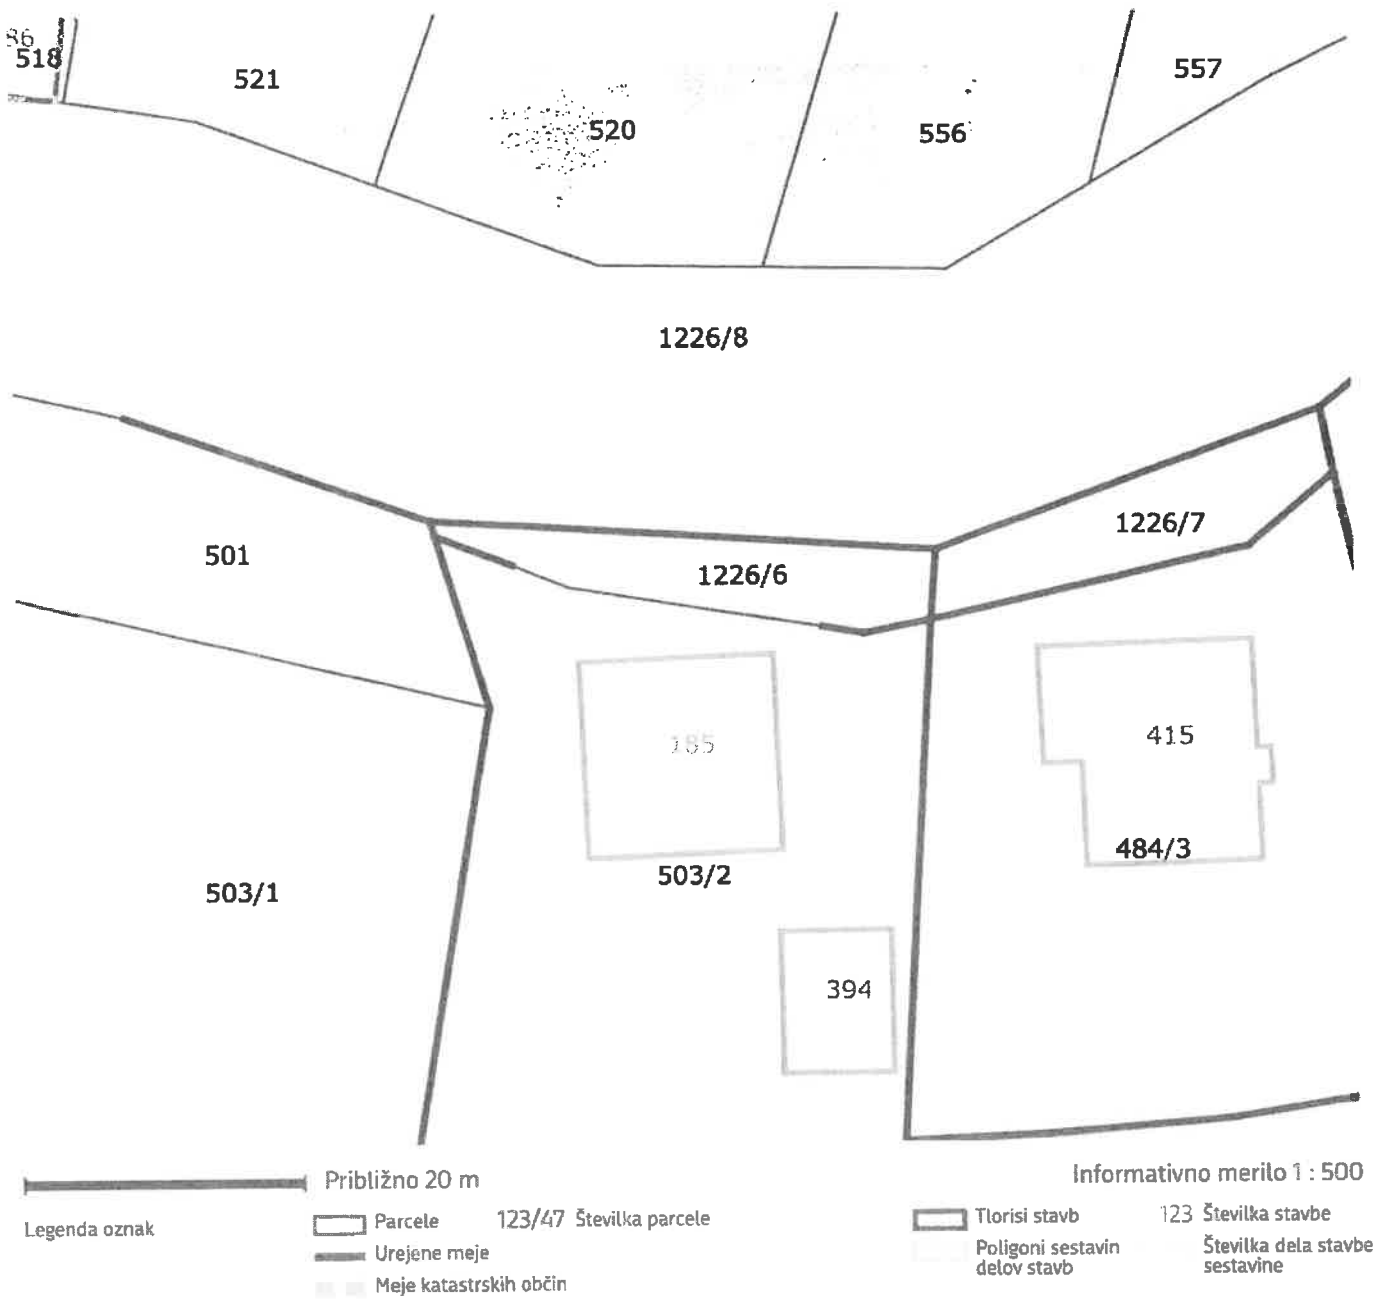 86
518
521
520
556
557
1226/8
501
1226/6
1226/7
185
415
484/3
503/2
503/1
394
Približno 20 m
Informativno merilo 1 : 500
Legenda oznak
Parcele
123/47 Številka parcele
Urejene meje
Meje katastrskih občin
Tlorisi stavb
123 Številka stavbe
Poligoni sestavin
delov stavb
Številka dela stavbe
sestavine